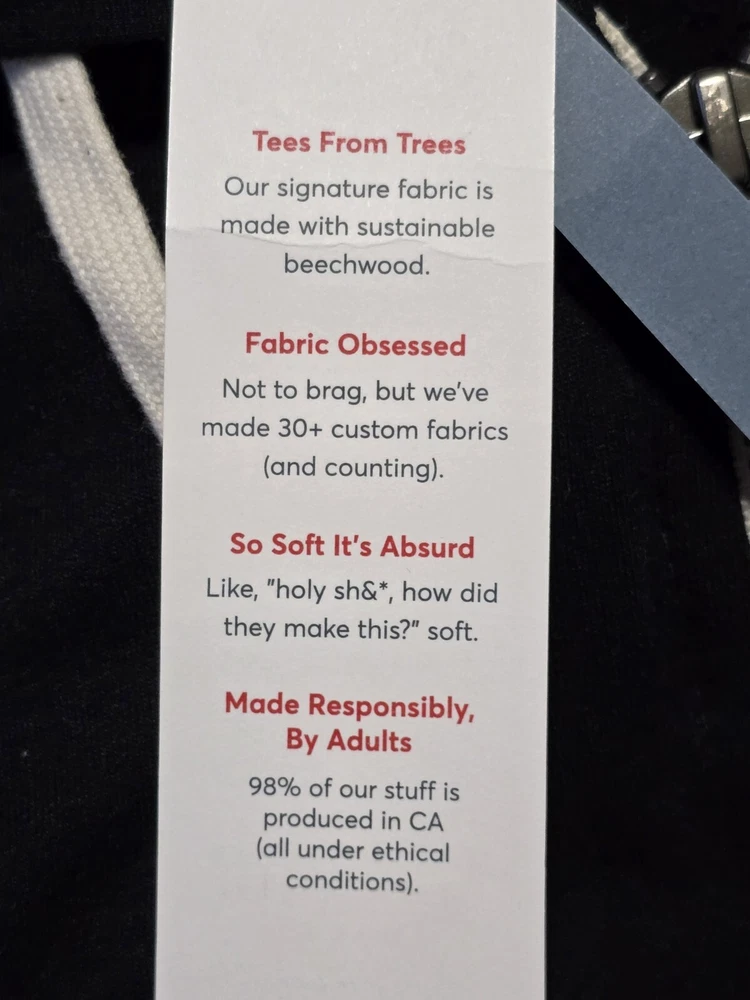 Tees From Trees
Our signature fabric is
made with sustainable
beechwood.
Fabric Obsessed
Not to brag, but we've
made 30+ custom fabrics
(and counting).
So Soft It's Absurd
Like, "holy sh&*, how did
they make this?" soft.
Made Responsibly,
By Adults
98% of our stuff is
produced in CA
(all under ethical
conditions).